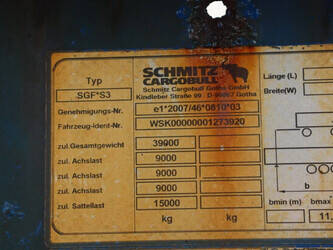 SCHMITZ
CARGOBULL
Schmitz Cargobull Gotha GmbH
Kindleber Straße 99 . D-99867 Gotha
Typ
SGF*S3
Genehmigungs-Nr. e1*2007/46*0810*03
Fahrzeug-Ident-Nr. WSK00000001273920
zul.Gesamtgewicht 39000
zul. Achslast 9000
zul. Achslast 9000
zul. Achslast 9000
zul. Sattellast 15000
kg kg
Länge (L)
Breite(W)
b
bmin (m) bmax
11,